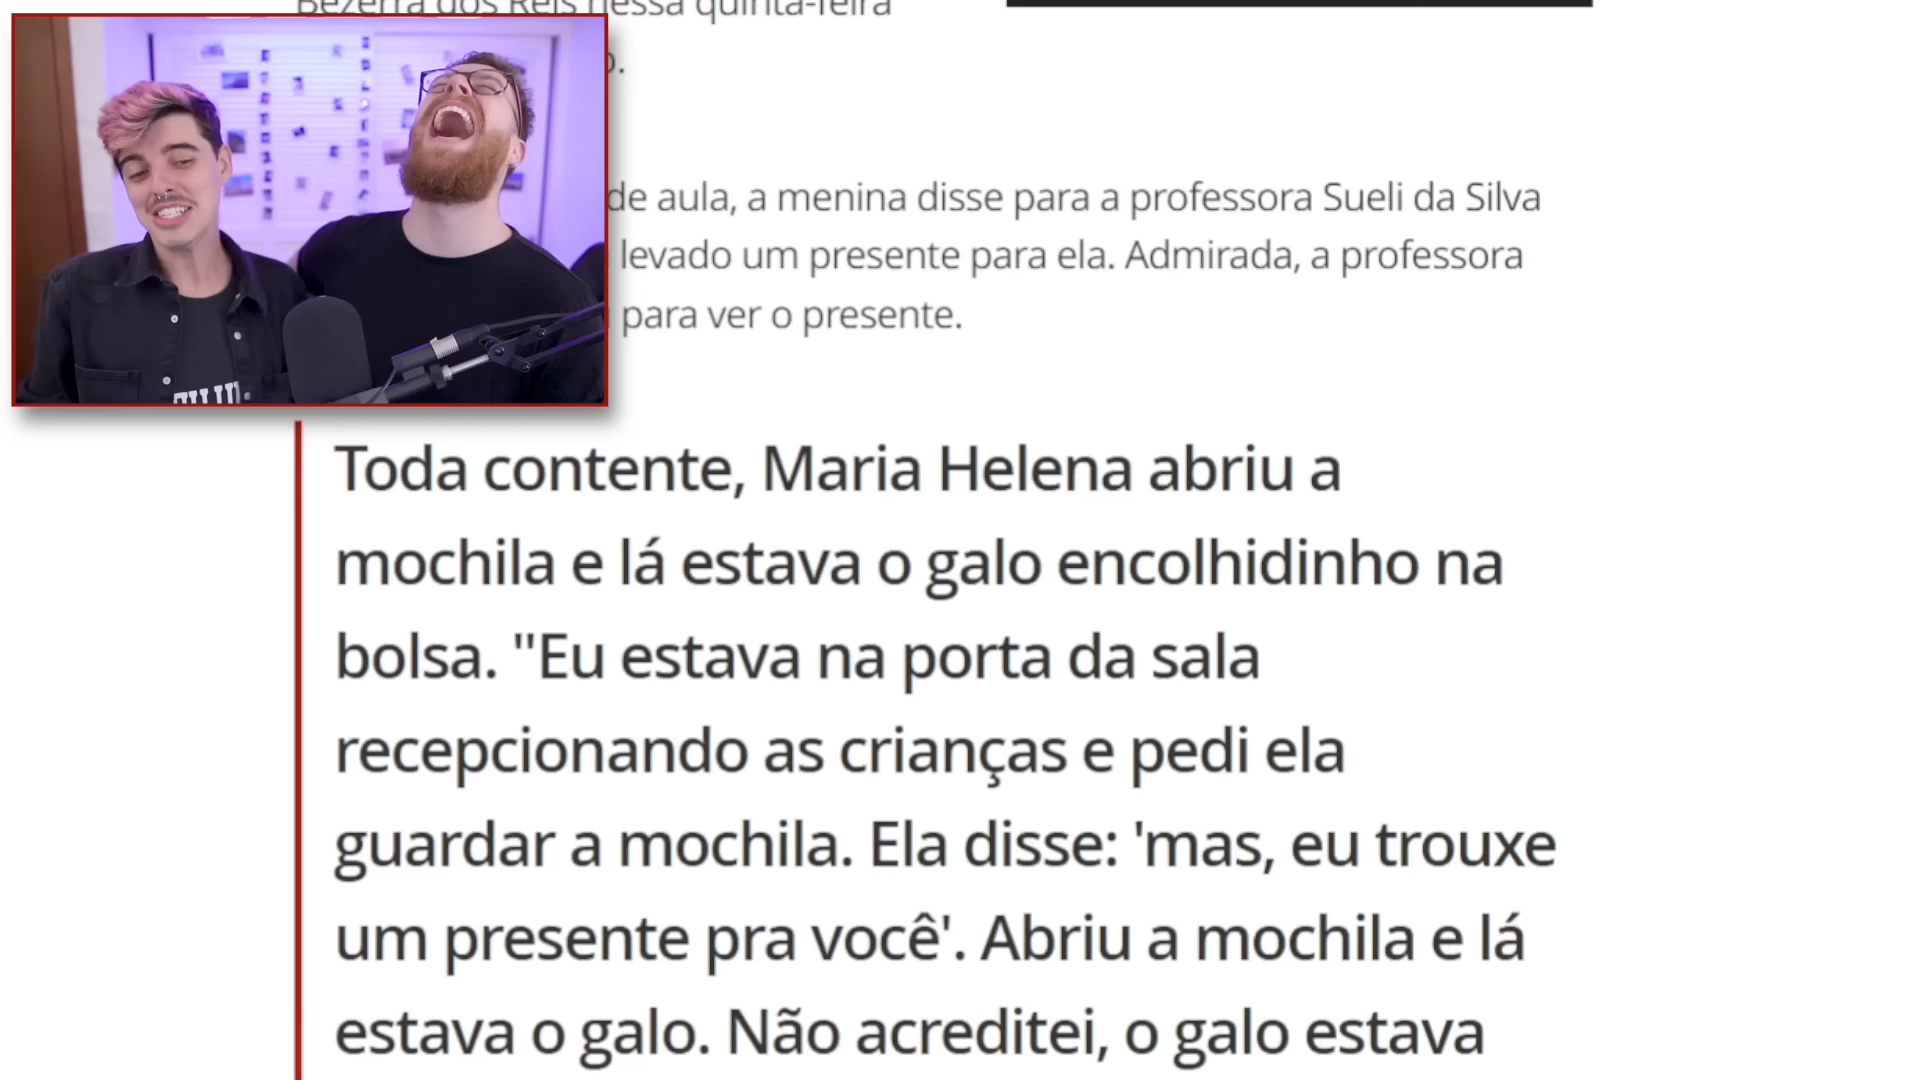 Bezerra dos Reis nessa quinta-feira
o.
de aula, a menina disse para a professora Sueli da Silva
levado um presente para ela. Admirada, a professora
para ver o presente.
Toda contente, Maria Helena abriu a
mochila e lá estava o galo encolhidinho na
bolsa. "Eu estava na porta da sala
recepcionando as crianças e pedi ela
guardar a mochila. Ela disse: 'mas, eu trouxe
um presente pra você'. Abriu a mochila e lá
estava o galo. Não acreditei, o galo estava